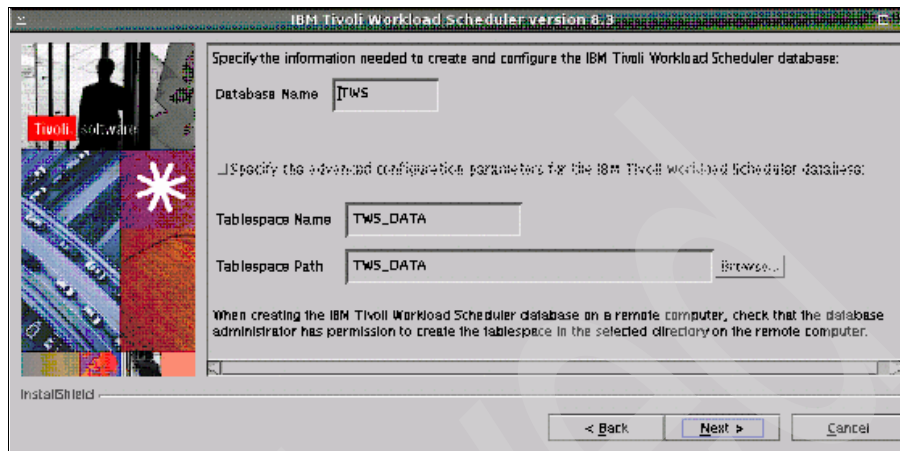 IBM Tivoli Workload Scheduler version 8.3
Specify the information needed to create and configure the IBM Tivoli Workload Scheduler database:
Database Name TWS
Tivoli software
Specify the advanced configuration parameters for the IBM Tivoli Workload Scheduler database:
Tablespace Name TWS_DATA
Tablespace Path TWS_DATA Browse...
When creating the IBM Tivoli Workload Scheduler database on a remote computer, check that the database
administrator has permission to create the tablespace in the selected directory on the remote computer.
InstallShield
< Back Next > Cancel